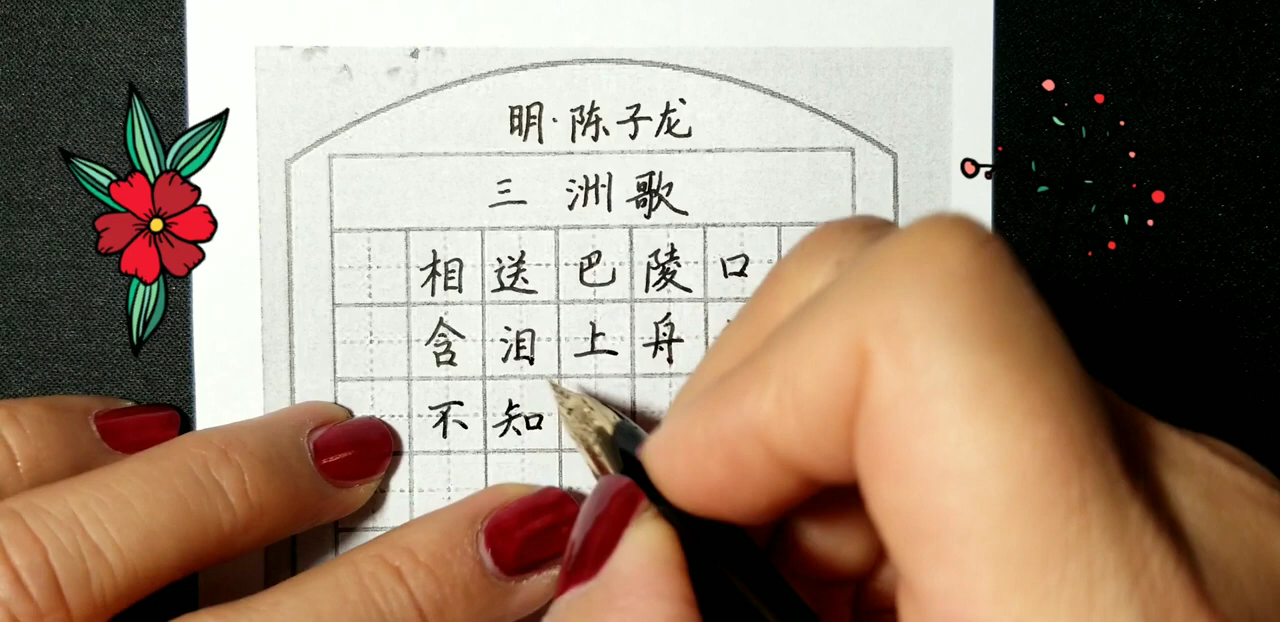 明·陈子龙
三洲歌
相送巴陵口
含泪上舟
不知